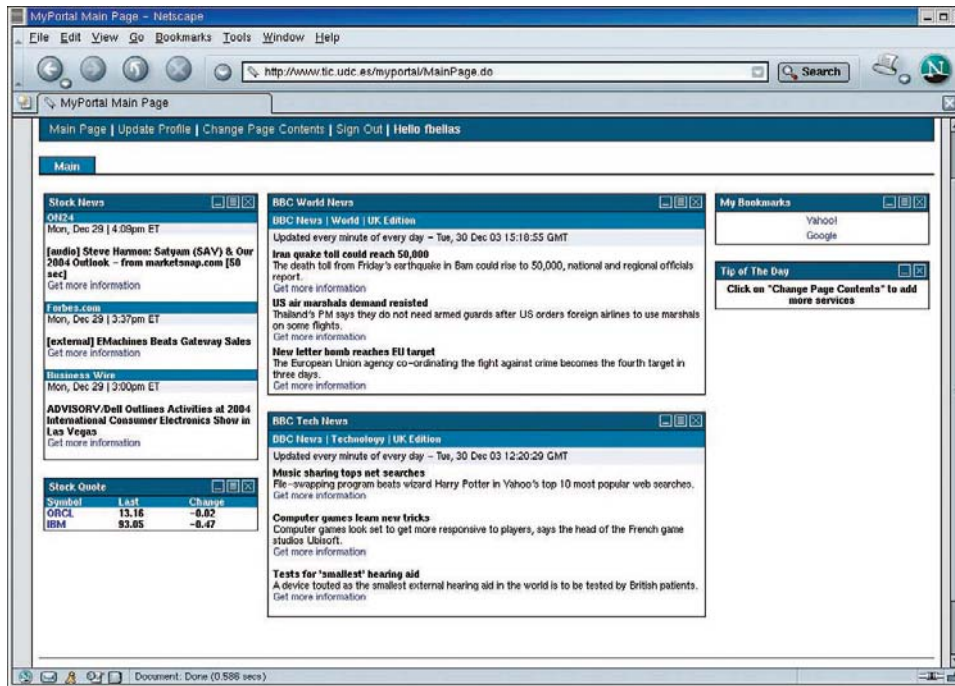 MyPortal Main Page - Netscape
File Edit View Go Bookmarks Tools Window Help
http://www.tic.udc.es/myportal/MainPage.do
Search
N
MyPortal Main Page
Main Page | Update Profile | Change Page Contents | Sign Out | Hello fbellas
Main
Stock News
ON24
Mon, Dec 29 | 4:09pm ET
[audio] Steve Harmon: Satyam (SAY) & Our
2004 Outlook - from marketsnap.com [50
sec]
Get more information
Forbes.com
Mon, Dec 29 | 3:37pm ET
[external] EMachines Beats Gateway Sales
Get more information
Business Wire
Mon, Dec 29 | 3:00pm ET
ADVISORY/Dell Outlines Activities at 2004
International Consumer Electronics Show in
Las Vegas
Get more information
Stock Quote
Symbol Last Change
ORCL 13.16 -0.02
IBM 93.05 -0.47
BBC World News
BBC News | World | UK Edition
Updated every minute of every day - Tue, 30 Dec 03 15:16:55 GMT
Iran quake toll could reach 50,000
The death toll from Friday's earthquake in Bam could rise to 50,000, national and regional officials
report.
Get more information
US air marshals demand resisted
Thailand's PM says they do not need armed guards after US orders foreign airlines to use marshals
on some flights.
Get more information
New letter bomb reaches EU target
The European Union agency co-ordinating the fight against crime becomes the fourth target in
three days.
Get more information
BBC Tech News
BBC News | Technology | UK Edition
Updated every minute of every day - Tue, 30 Dec 03 12:20:29 GMT
Music sharing tops net searches
File-swapping program beats wizard Harry Potter in Yahoo's top 10 most popular web searches.
Get more information
Computer games learn new tricks
Computer games look set to get more responsive to players, says the head of the French game
studios Ubisoft.
Get more information
Tests for 'smallest' hearing aid
A device touted as the smallest external hearing aid in the world is to be tested by British patients.
Get more information
My Bookmarks
Yahoo!
Google
Tip of The Day
Click on "Change Page Contents" to add
more services
Document: Done (0.586 secs)